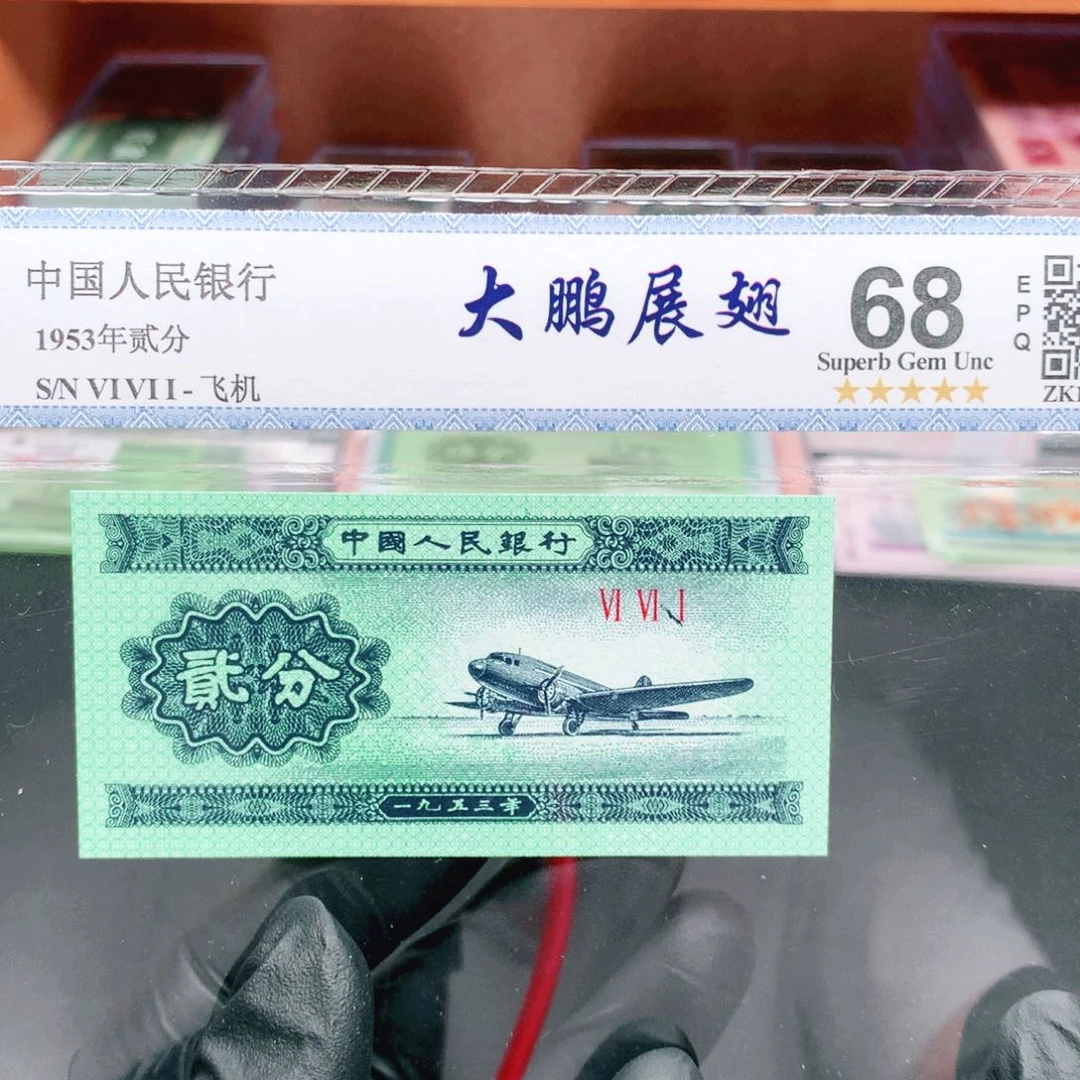 中国人民银行
1953年贰分
S/N VI VI I - 飞机
大鹏展翅
68
Superb Gem Unc
EPQ
中國人民銀行
VI VI I
貳分
一九五三年